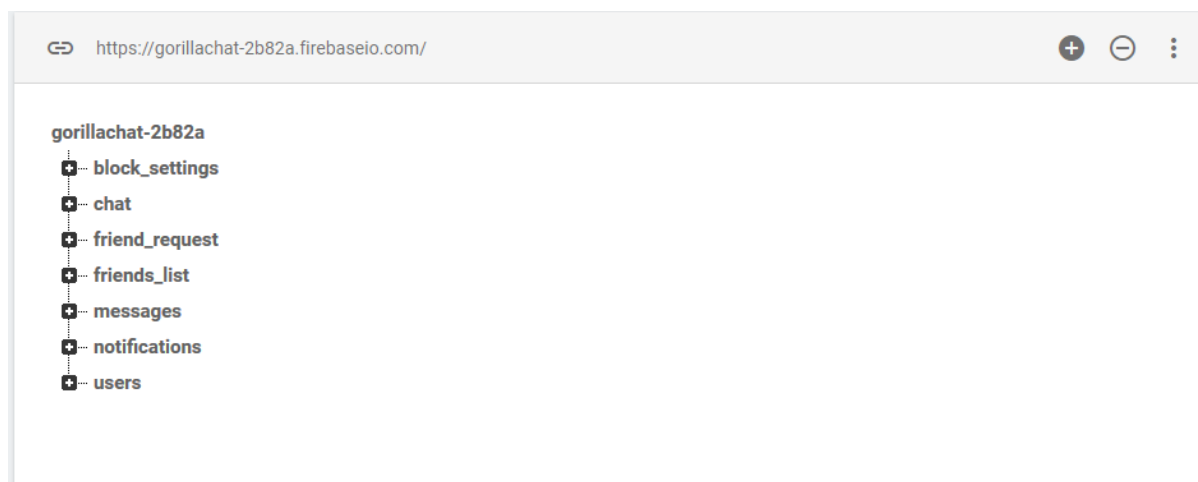 https://gorillachat-2b82a.firebaseio.com/
gorillachat-2b82a
block_settings
chat
friend_request
friends_list
messages
notifications
users